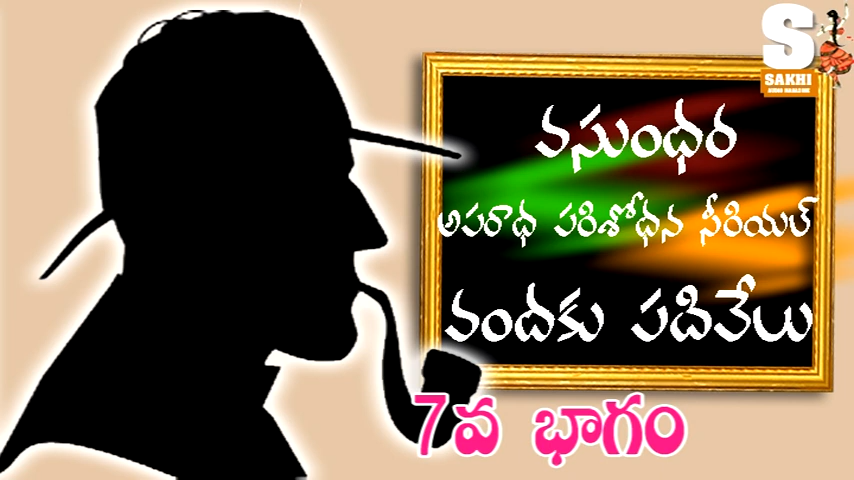 S
SAKHI
వసుంధర
అపరాధ పరిశోధన సీరియల్
వందకు పదివేలు
7వ భాగం